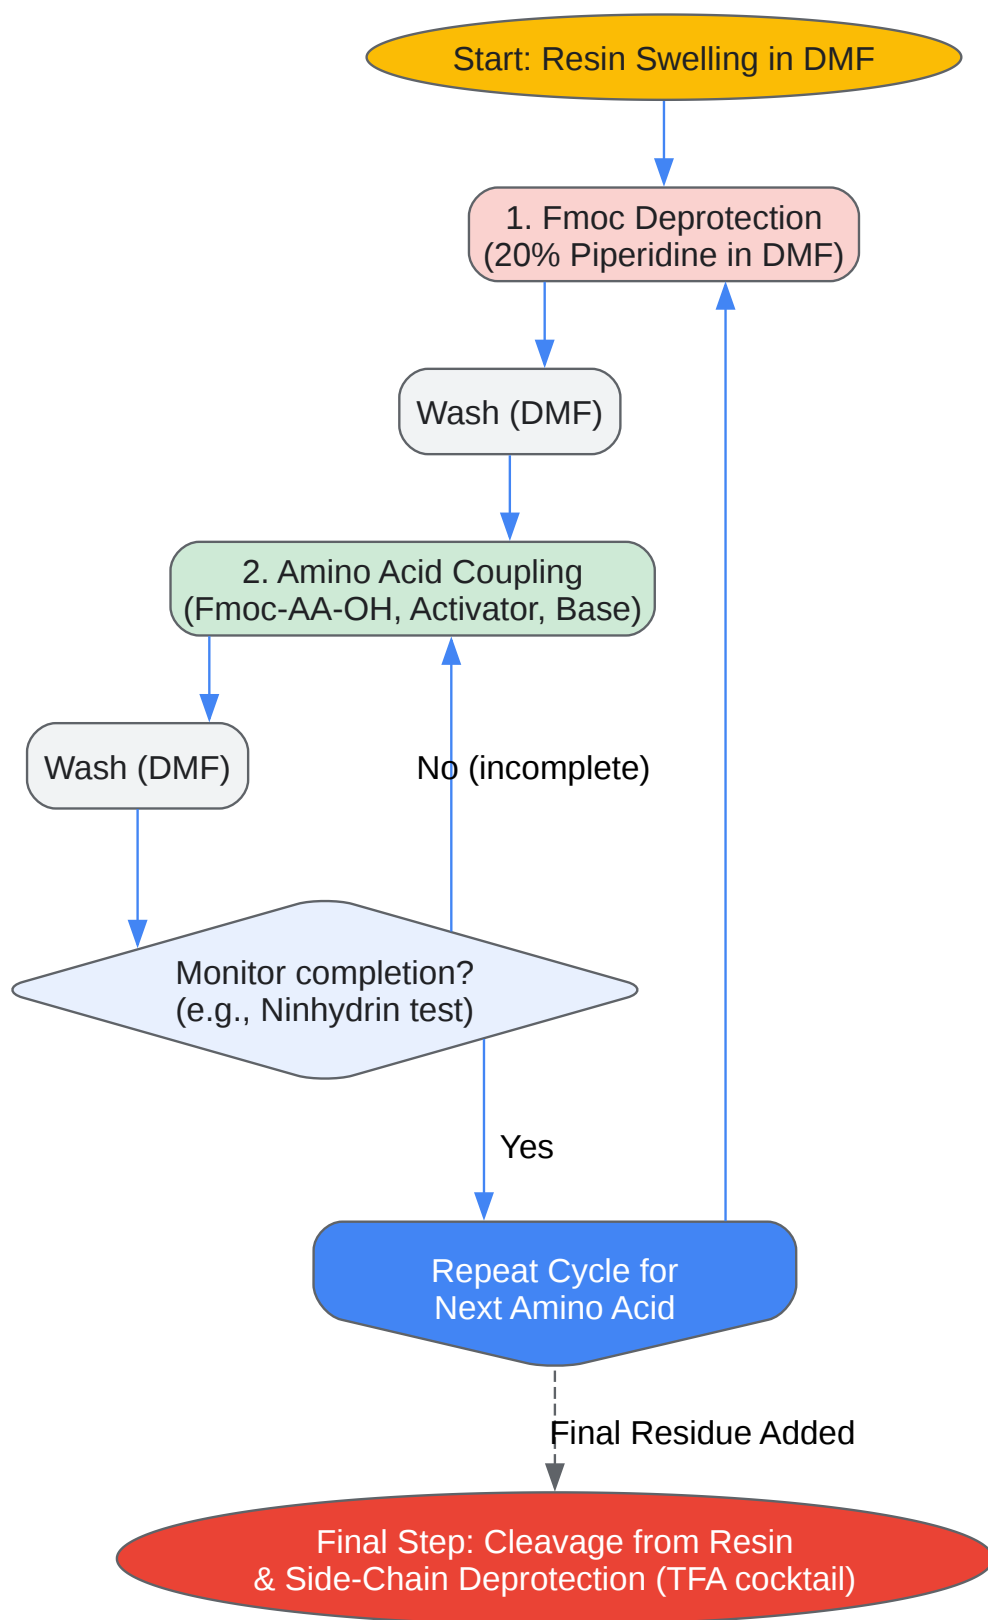 Start: Resin Swelling in DMF
1. Fmoc Deprotection
(20% Piperidine in DMF)
Wash (DMF)
2. Amino Acid Coupling
(Fmoc-AA-OH, Activator, Base)
Wash (DMF)
No (incomplete)
Monitor completion?
(e.g., Ninhydrin test)
Yes
Repeat Cycle for
Next Amino Acid
Final Residue Added
Final Step: Cleavage from Resin
& Side-Chain Deprotection (TFA cocktail)